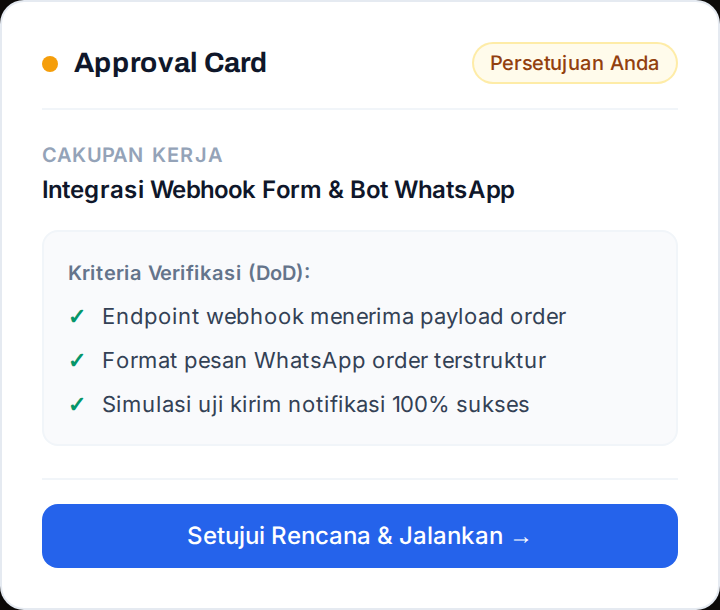 Approval Card
Persetujuan Anda
CAKUPAN KERJA
Integrasi Webhook Form & Bot WhatsApp
Kriteria Verifikasi (DoD):
✓ Endpoint webhook menerima payload order
✓ Format pesan WhatsApp order terstruktur
✓ Simulasi uji kirim notifikasi 100% sukses
Setujui Rencana & Jalankan →